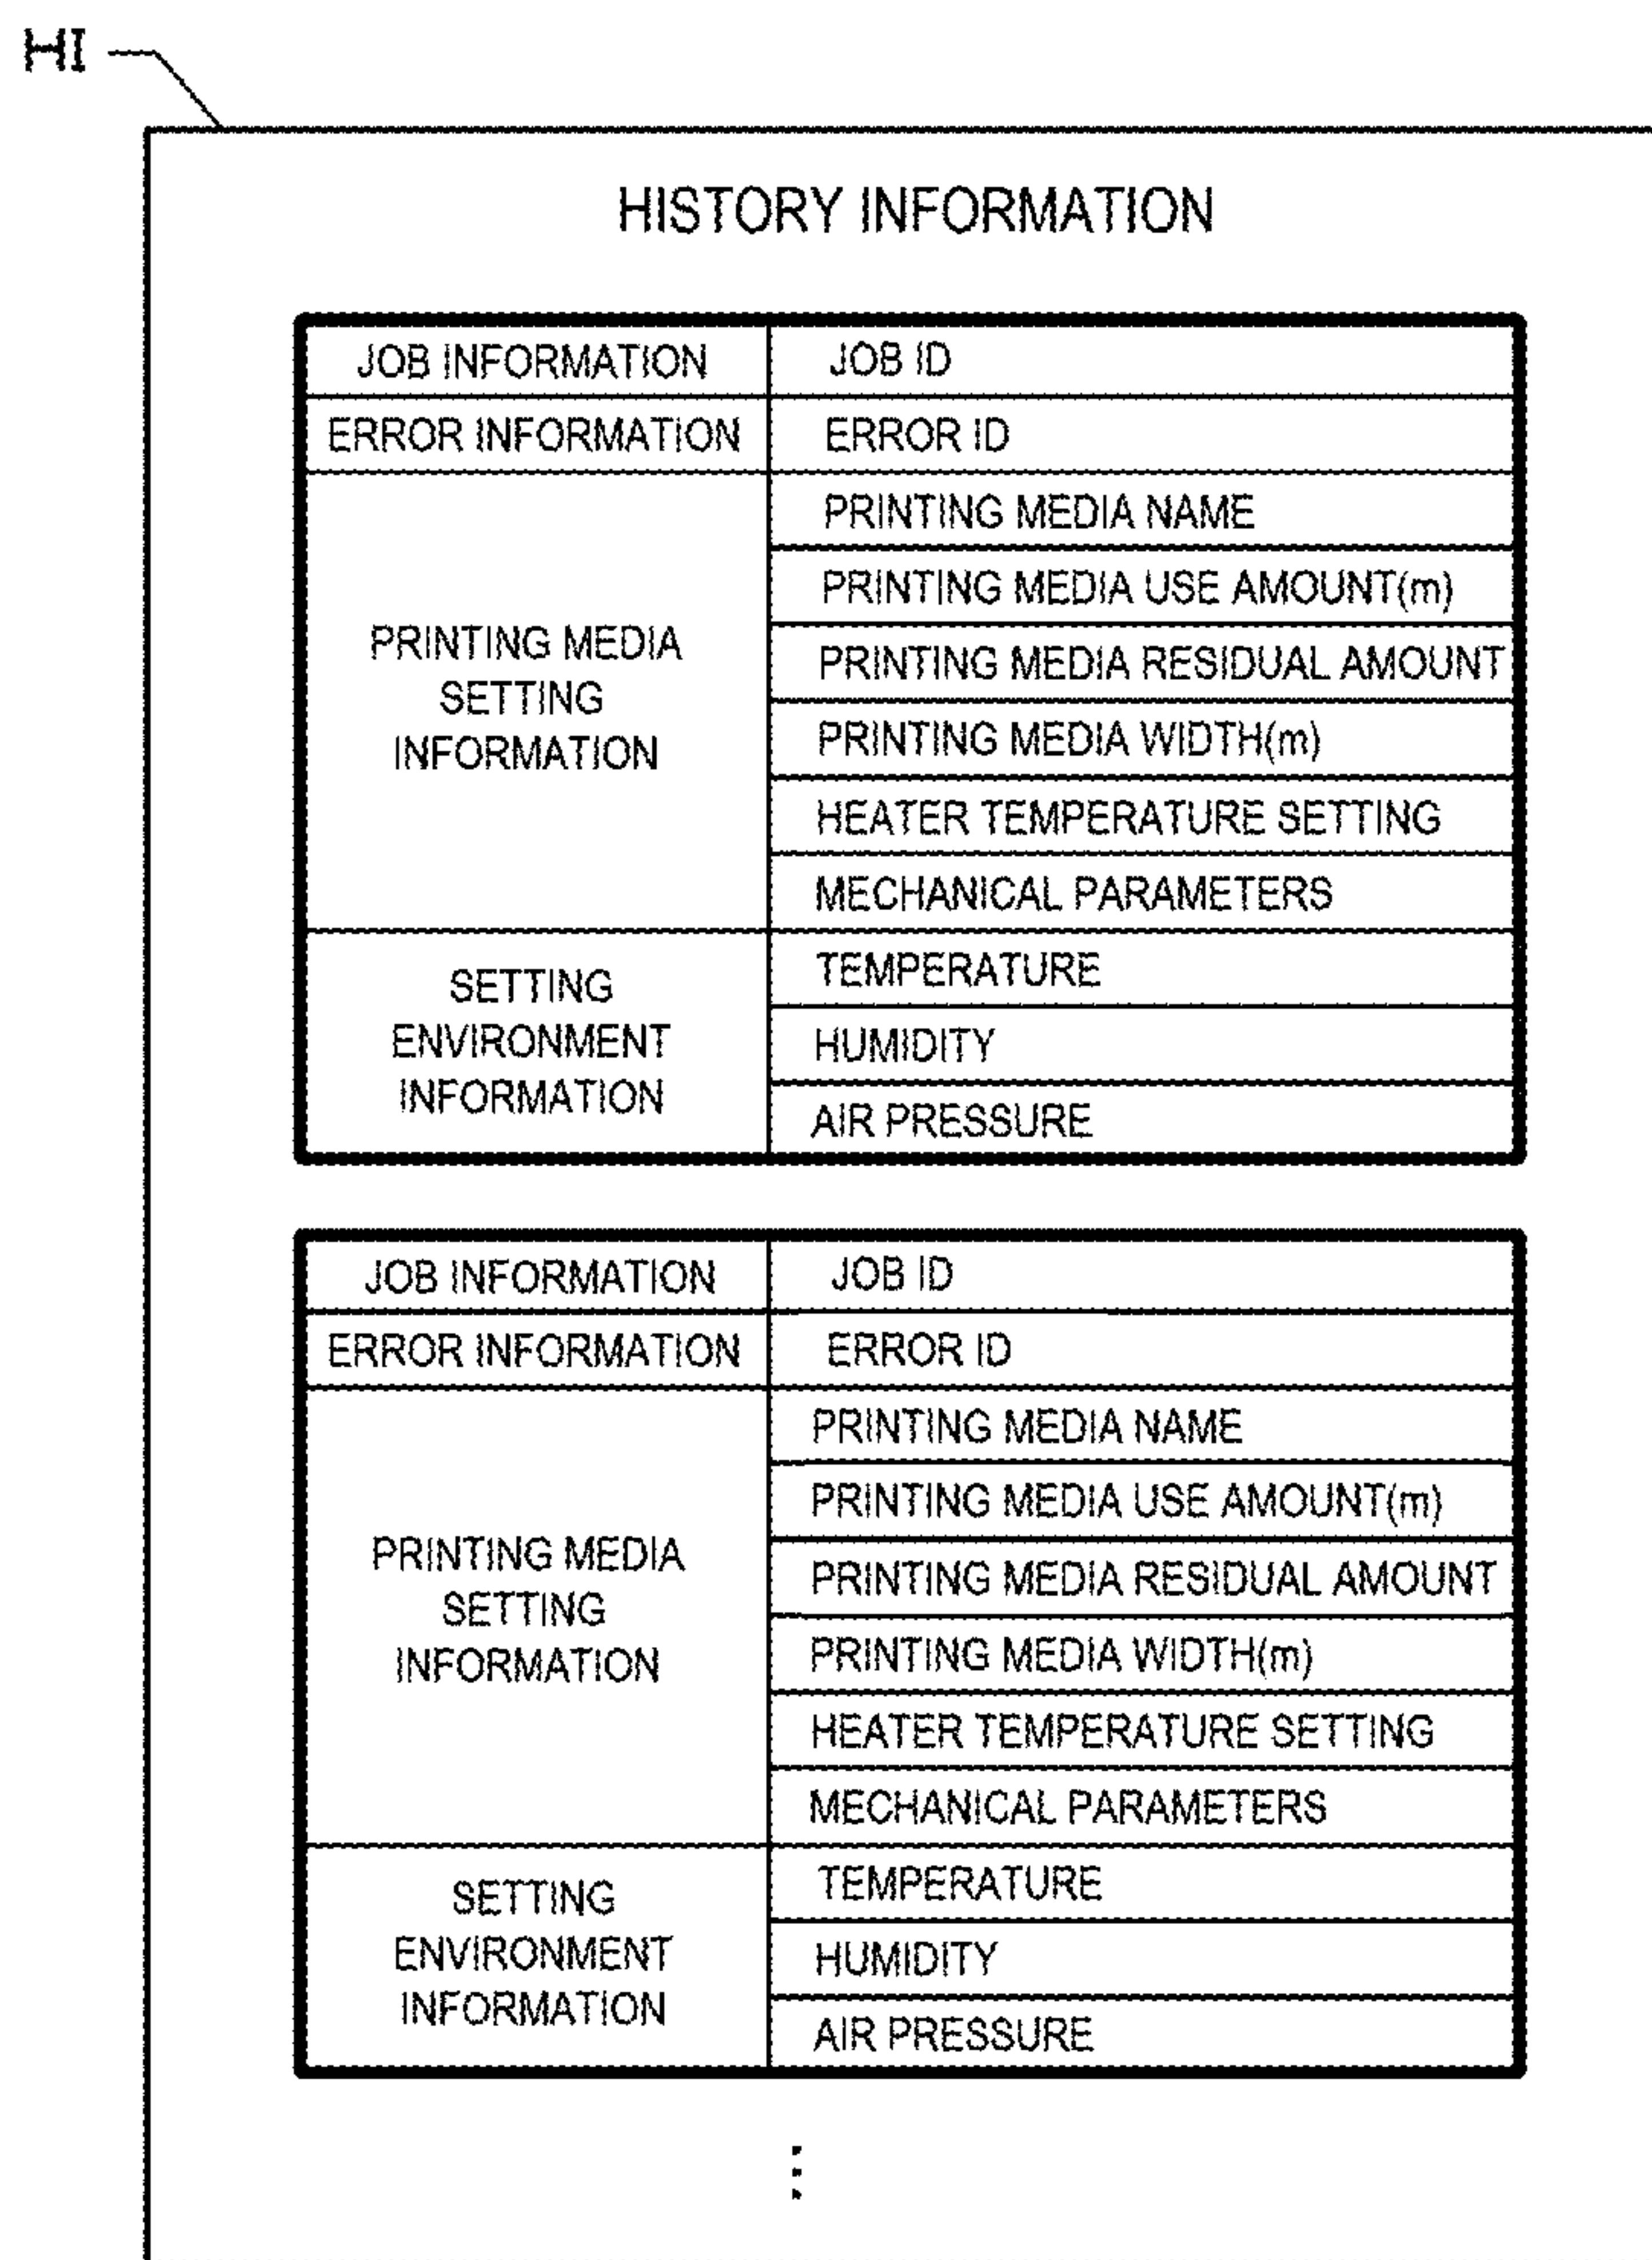 HI
HISTORY INFORMATION
JOB INFORMATION
JOB ID
ERROR INFORMATION
ERROR ID
PRINTING MEDIA
SETTING
INFORMATION
PRINTING MEDIA NAME
PRINTING MEDIA USE AMOUNT(m)
PRINTING MEDIA RESIDUAL AMOUNT
PRINTING MEDIA WIDTH(m)
HEATER TEMPERATURE SETTING
MECHANICAL PARAMETERS
SETTING
ENVIRONMENT
INFORMATION
TEMPERATURE
HUMIDITY
AIR PRESSURE
JOB INFORMATION
JOB ID
ERROR INFORMATION
ERROR ID
PRINTING MEDIA
SETTING
INFORMATION
PRINTING MEDIA NAME
PRINTING MEDIA USE AMOUNT(m)
PRINTING MEDIA RESIDUAL AMOUNT
PRINTING MEDIA WIDTH(m)
HEATER TEMPERATURE SETTING
MECHANICAL PARAMETERS
SETTING
ENVIRONMENT
INFORMATION
TEMPERATURE
HUMIDITY
AIR PRESSURE
⋮